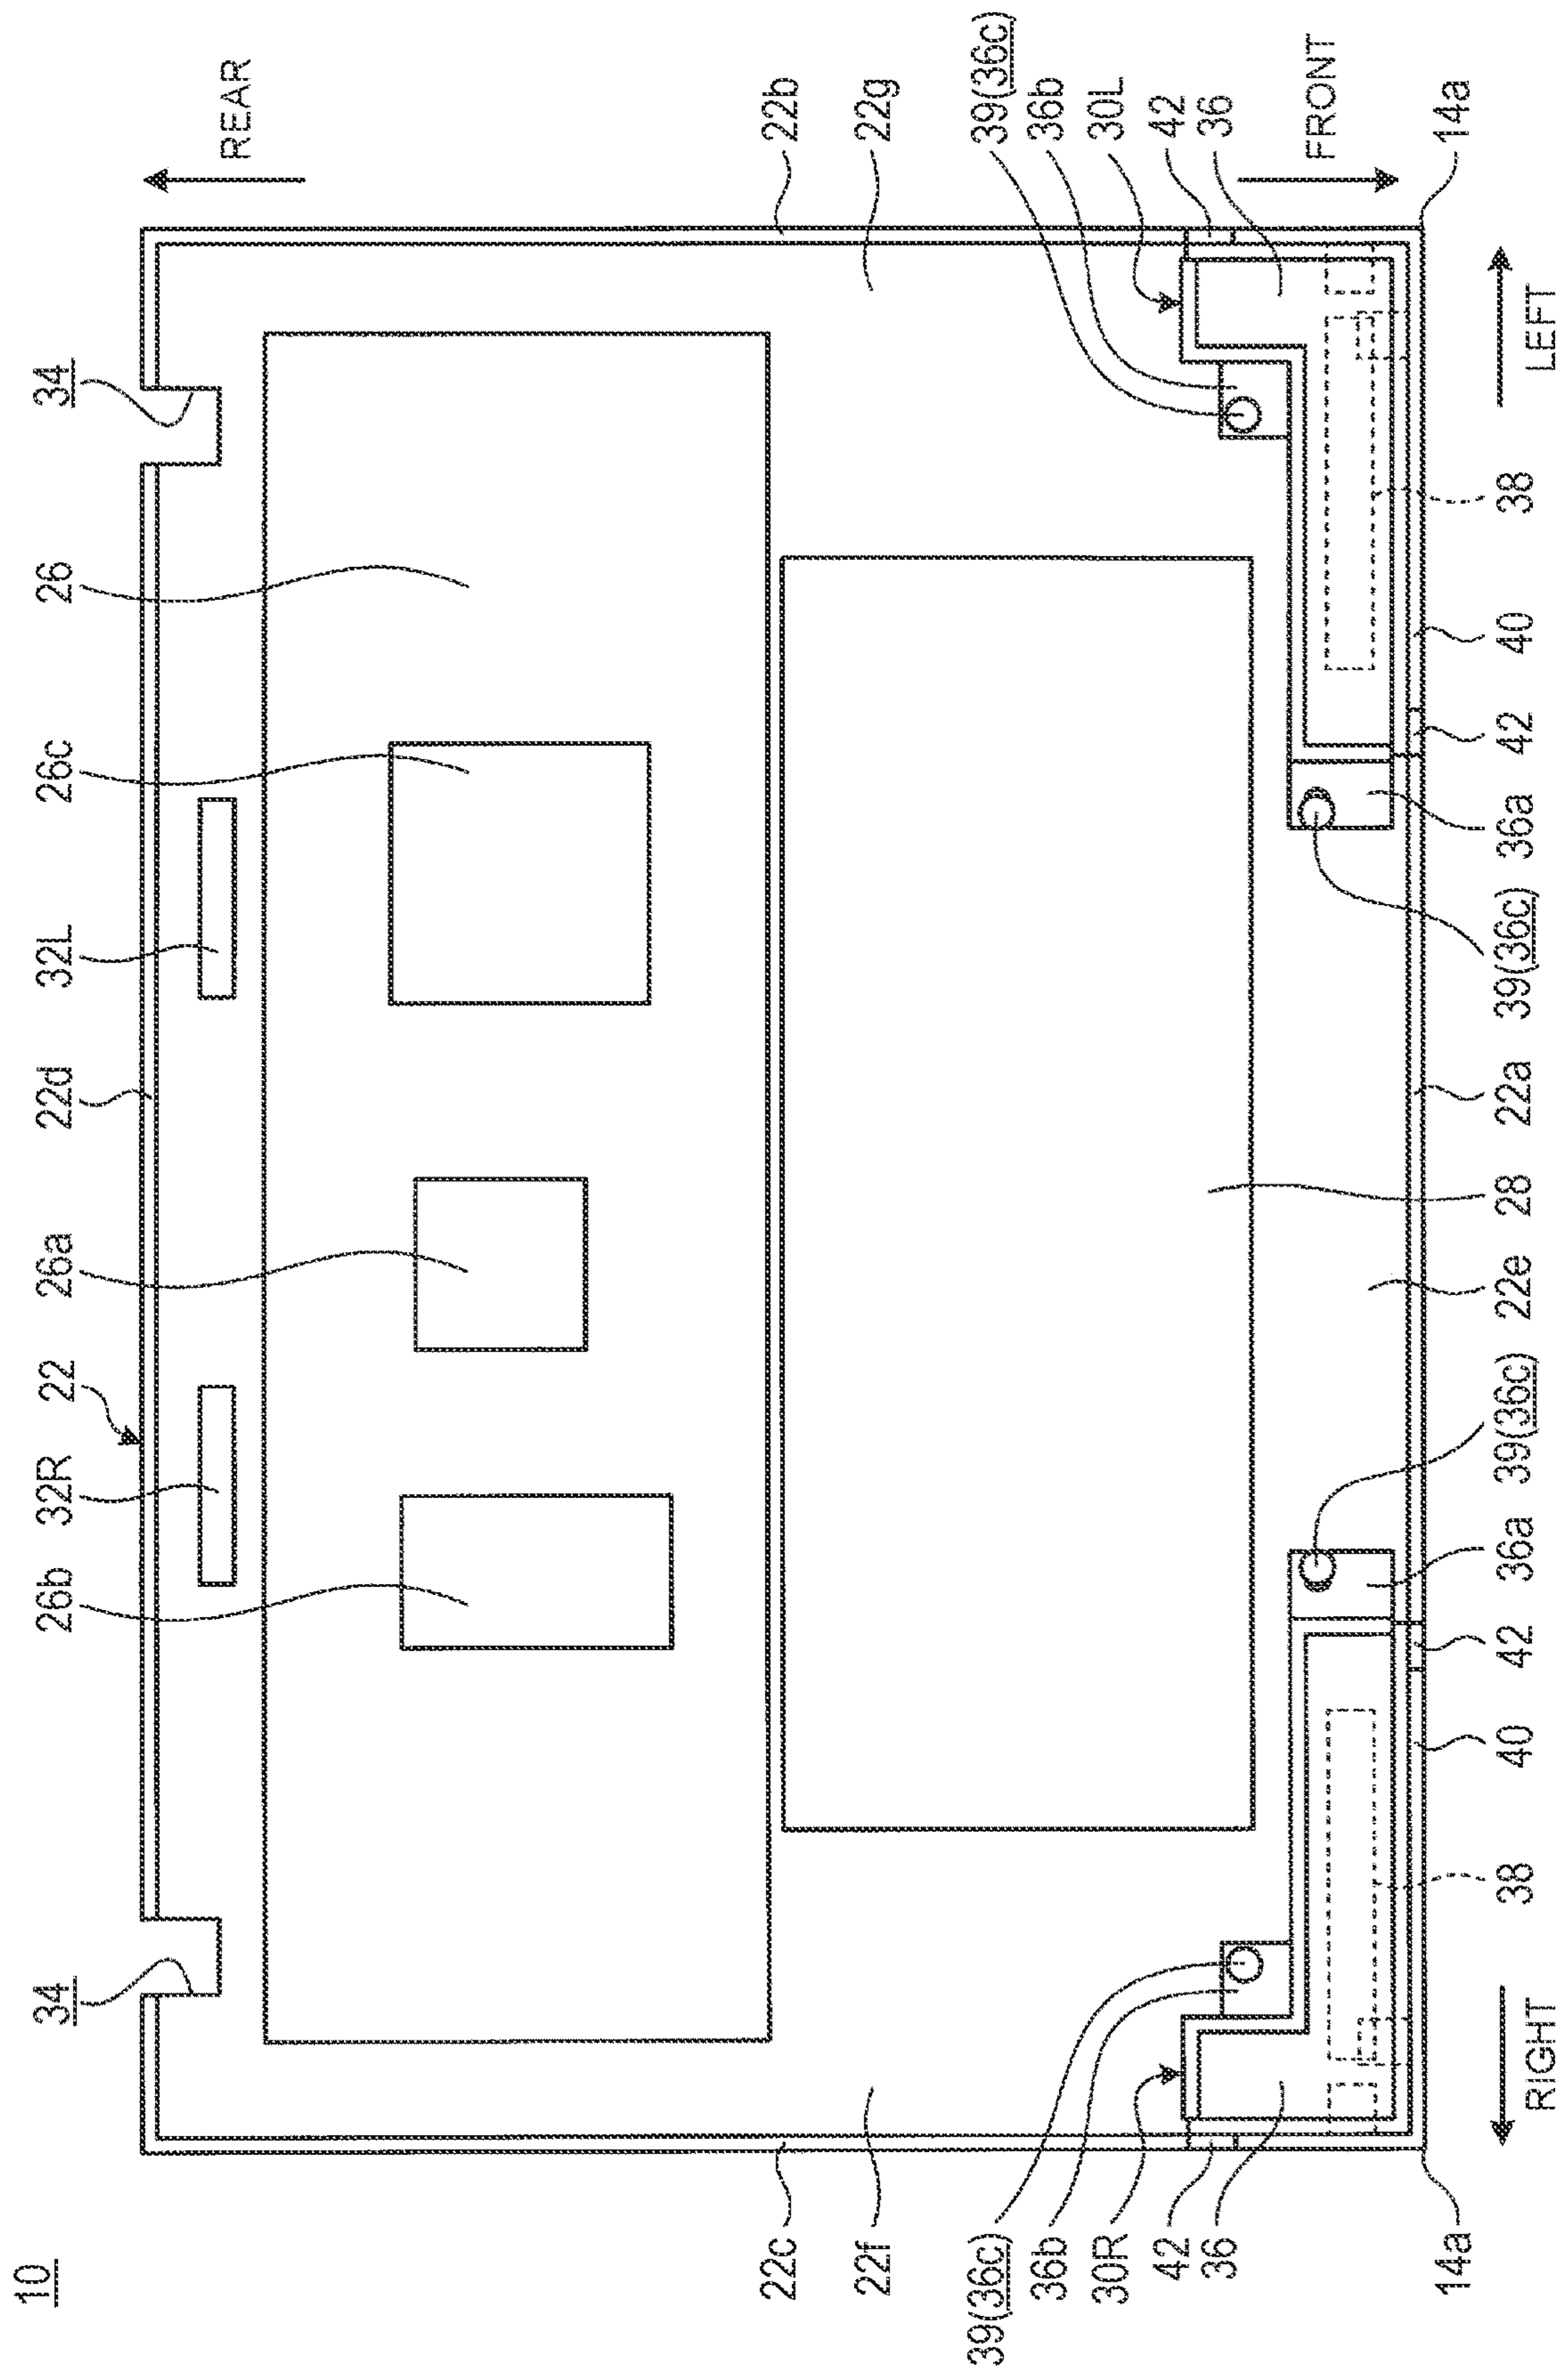 10
34
26b
32R
22
26a
22d
32L
26c
26
34
REAR
22c
22f
39(36c)
36b
30R
42
36
14a
22b
22g
39(36c)
36b
30L
42
36
FRONT
14a
RIGHT
38
40
42
36a
39(36c)
22e
28
22a
39(36c)
36a
42
40
38
LEFT